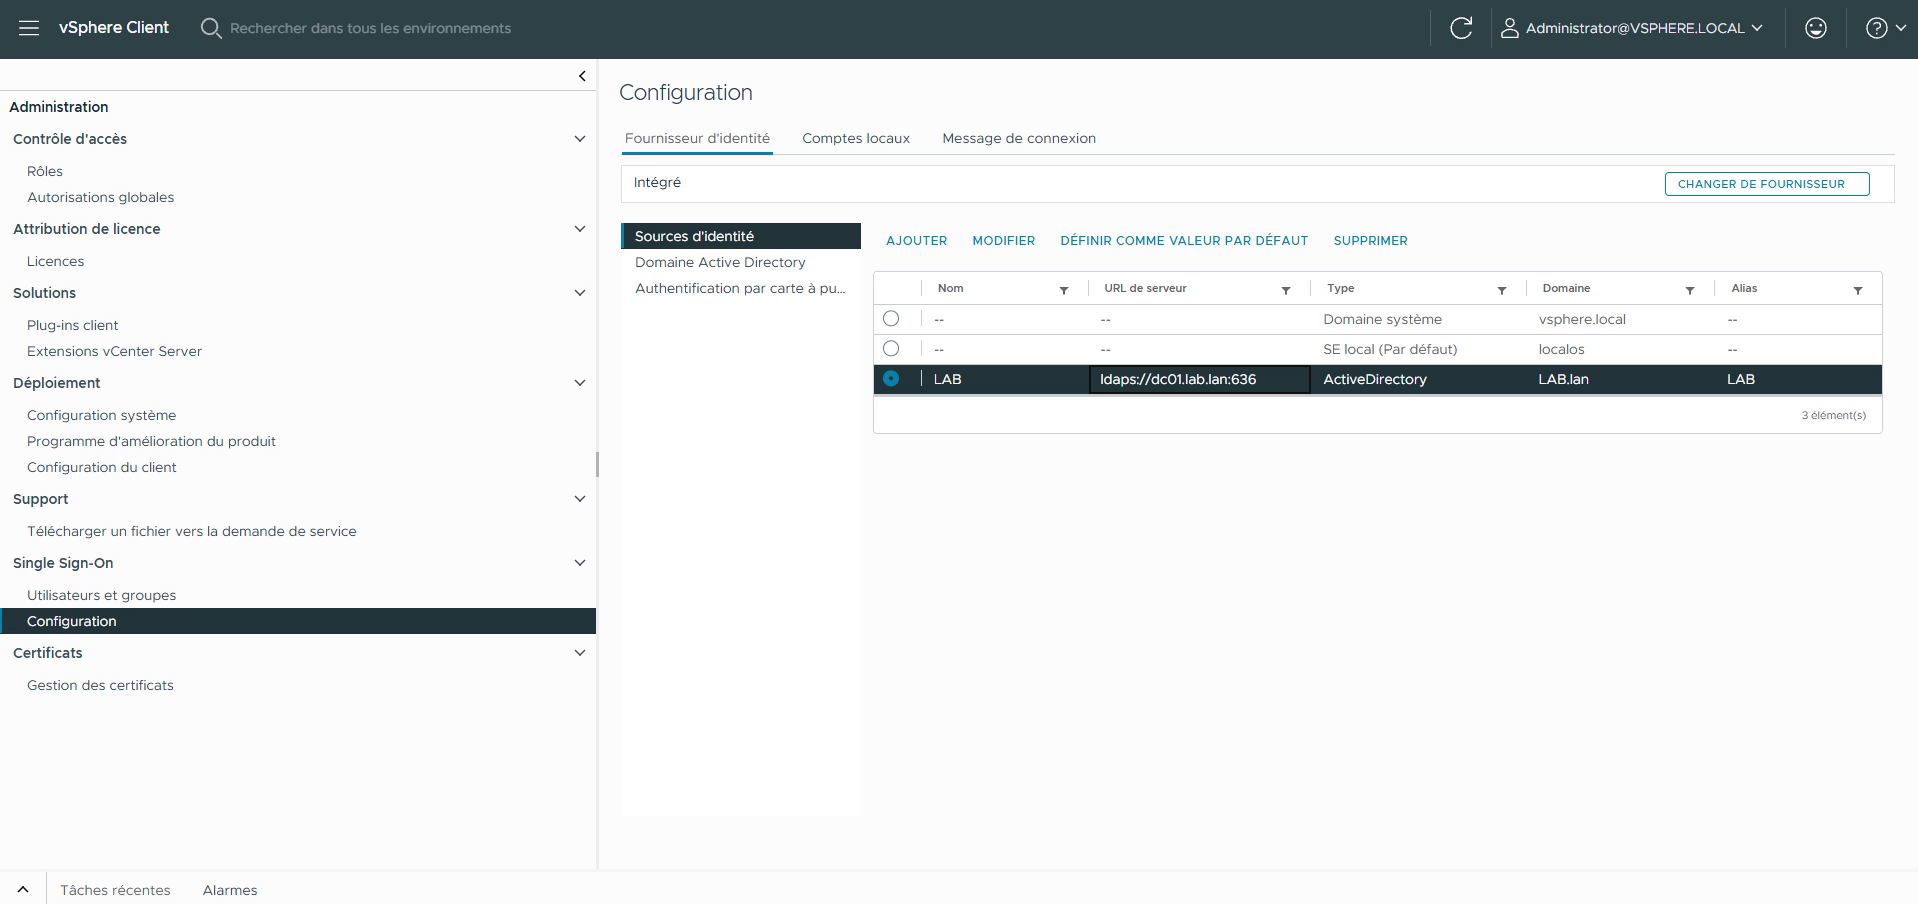 vSphere Client
Rechercher dans tous les environnements
Administrator@VSPHERE.LOCAL
Administration
Contrôle d'accès
Rôles
Autorisations globales
Attribution de licence
Licences
Solutions
Plug-ins client
Extensions vCenter Server
Déploiement
Configuration système
Programme d'amélioration du produit
Configuration du client
Support
Télécharger un fichier vers la demande de service
Single Sign-On
Utilisateurs et groupes
Configuration
Certificats
Gestion des certificats
Configuration
Fournisseur d'identité Comptes locaux Message de connexion
Intégré CHANGER DE FOURNISSEUR
Sources d'identité
Domaine Active Directory
Authentification par carte à pu...
AJOUTER MODIFIER DÉFINIR COMME VALEUR PAR DÉFAUT SUPPRIMER
Nom URL de serveur Type Domaine Alias
-- -- Domaine système vsphere.local --
-- -- SE local (Par défaut) localos --
LAB ldaps://dc01.lab.lan:636 ActiveDirectory LAB.lan LAB
3 élément(s)
Tâches récentes Alarmes